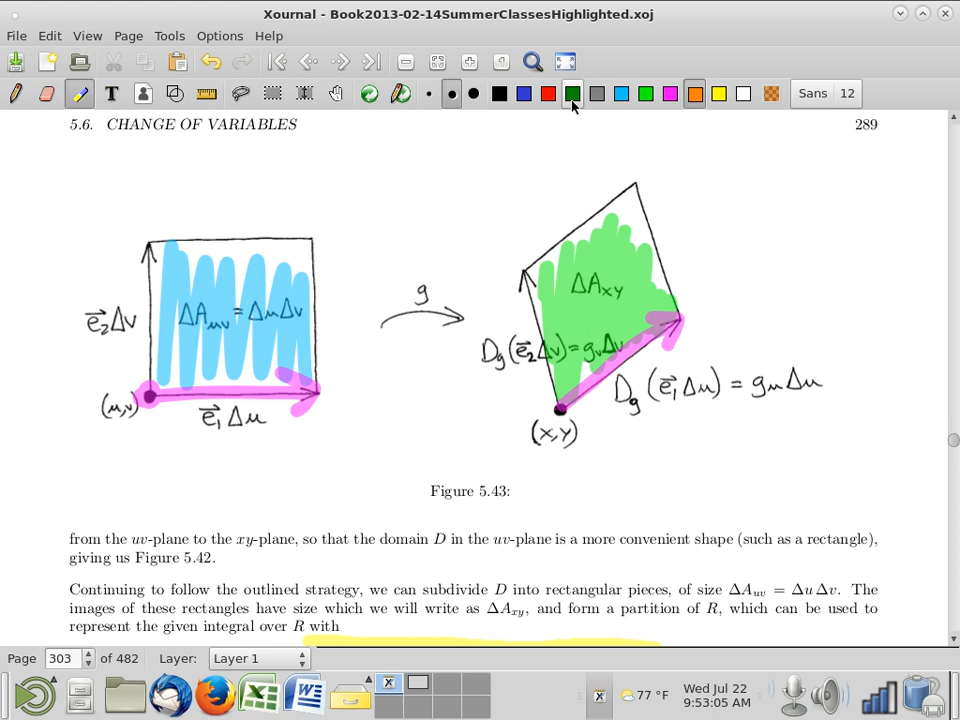 Xournal - Book2013-02-14SummerClassesHighlighted.xoj
File Edit View Page Tools Options Help
Sans 12
5.6. CHANGE OF VARIABLES 289
e⃗₂Δv
ΔA_uv = ΔuΔv
(u,v)
e⃗₁Δu
g
ΔA_xy
D_g(e⃗₂Δv) = g_vΔv
D_g(e⃗₁Δu) = g_uΔu
(x,y)
Figure 5.43:
from the uv-plane to the xy-plane, so that the domain D in the uv-plane is a more convenient shape (such as a rectangle),
giving us Figure 5.42.
Continuing to follow the outlined strategy, we can subdivide D into rectangular pieces, of size ΔA_uv = Δu Δv. The
images of these rectangles have size which we will write as ΔA_xy, and form a partition of R, which can be used to
represent the given integral over R with
Page 303 of 482 Layer: Layer 1
77 °F
Wed Jul 22
9:53:05 AM